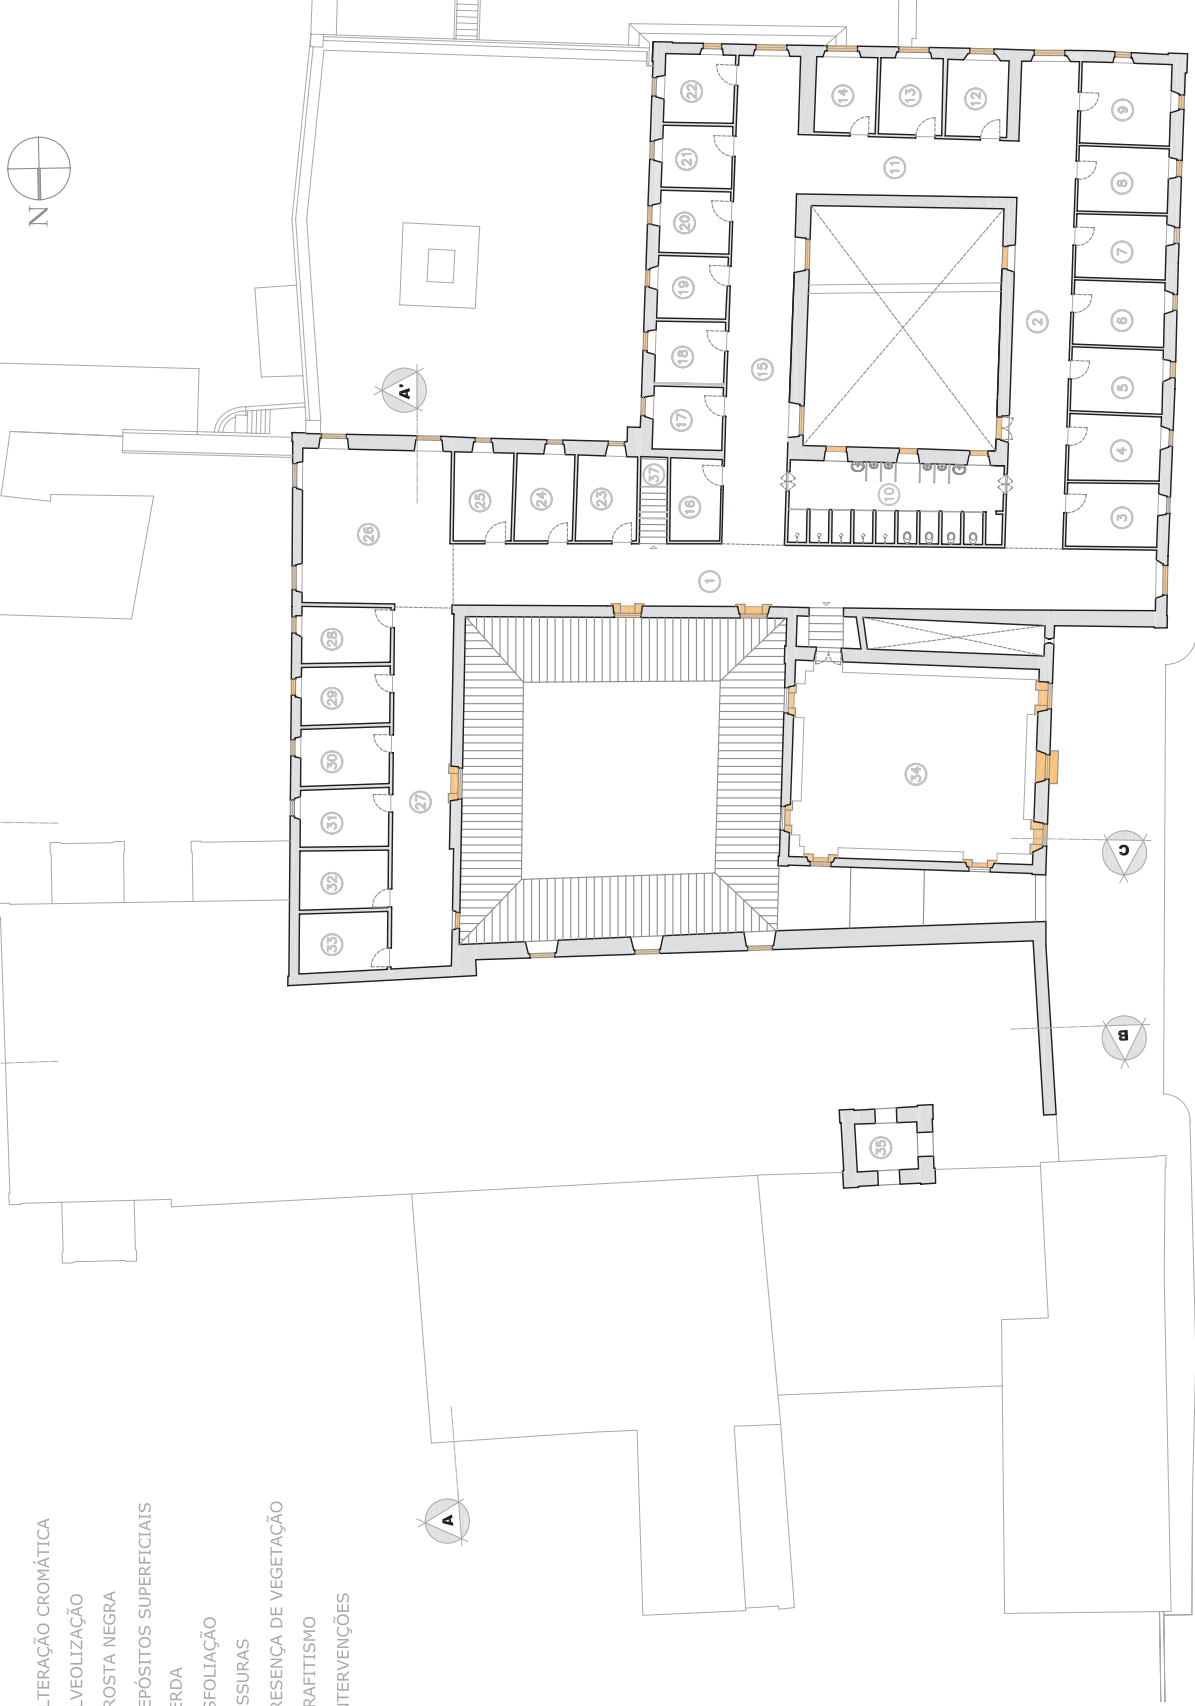 N
A'
A
B
C
1
2
3
4
5
6
7
8
9
10
11
12
13
14
15
16
17
18
19
20
21
22
23
24
25
26
27
28
29
30
31
32
33
34
35
37
LTERAÇÃO CROMÁTICA
LVEOLIZAÇÃO
ROSTA NEGRA
EPÓSITOS SUPERFICIAIS
ERDA
SFOLIAÇÃO
SSURAS
RESENÇA DE VEGETAÇÃO
RAFITISMO
NTERVENÇÕES